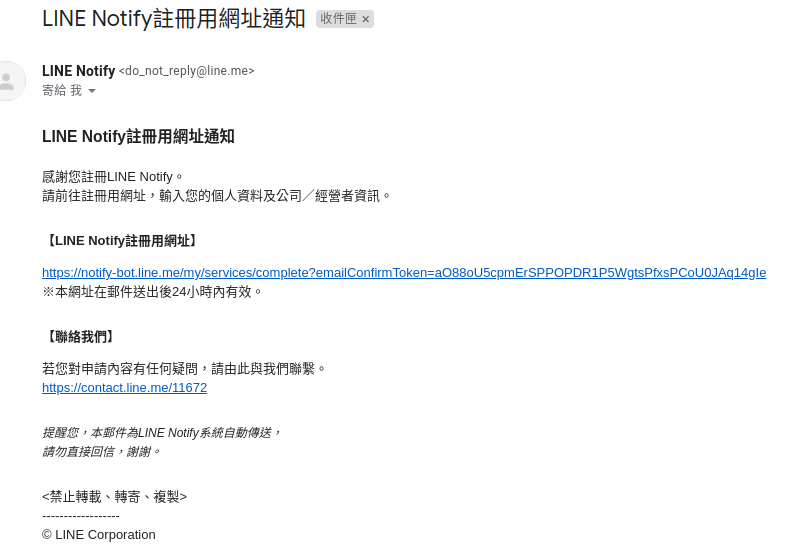 LINE Notify註冊用網址通知 收件匣 ×
LINE Notify <do_not_reply@line.me>
寄給 我
LINE Notify註冊用網址通知
感謝您註冊LINE Notify。
請前往註冊用網址，輸入您的個人資料及公司／經營者資訊。
【LINE Notify註冊用網址】
https://notify-bot.line.me/my/services/complete?emailConfirmToken=aO88oU5cpmErSPPOPDR1P5WgtsPfxsPCoU0JAq14gIe
※本網址在郵件送出後24小時內有效。
【聯絡我們】
若您對申請內容有任何疑問，請由此與我們聯繫。
https://contact.line.me/11672
提醒您，本郵件為LINE Notify系統自動傳送，
請勿直接回信，謝謝。
<禁止轉載、轉寄、複製>
------------------
© LINE Corporation